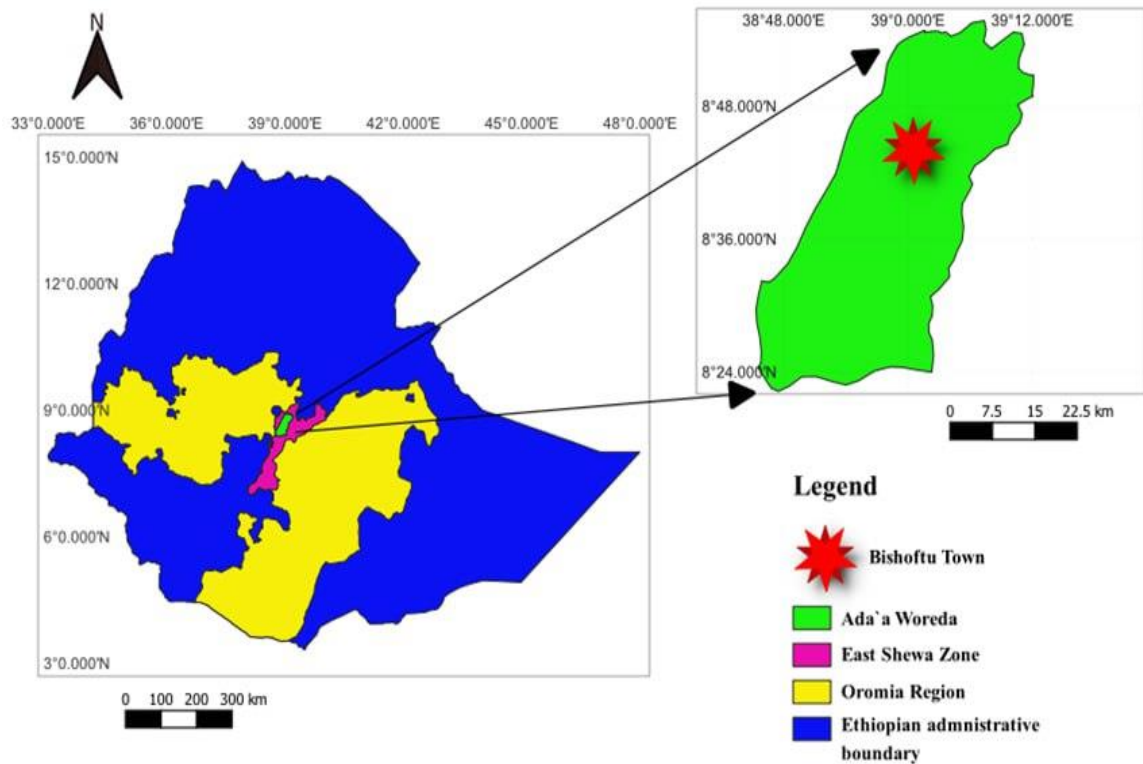 N
33°0.000'E 36°0.000'E 39°0.000'E 42°0.000'E 45°0.000'E 48°0.000'E
15°0.000'N
12°0.000'N
9°0.000'N
6°0.000'N
3°0.000'N
0 100 200 300 km
38°48.000'E 39°0.000'E 39°12.000'E
8°48.000'N
8°36.000'N
8°24.000'N
0 7.5 15 22.5 km
Legend
Bishoftu Town
Ada`a Woreda
East Shewa Zone
Oromia Region
Ethiopian admnistrative
boundary